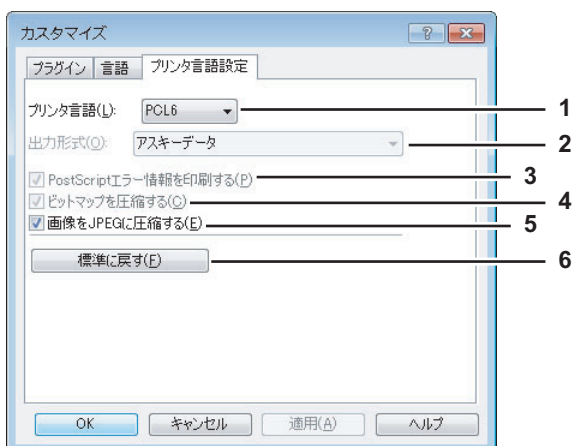 カスタマイズ
プラグイン 言語 プリンタ言語設定
プリンタ言語(L): PCL6 1
出力形式(O): アスキーデータ 2
PostScriptエラー情報を印刷する(P) 3
ビットマップを圧縮する(C) 4
画像をJPEGに圧縮する(E) 5
標準に戻す(F) 6
OK キャンセル 適用(A) ヘルプ